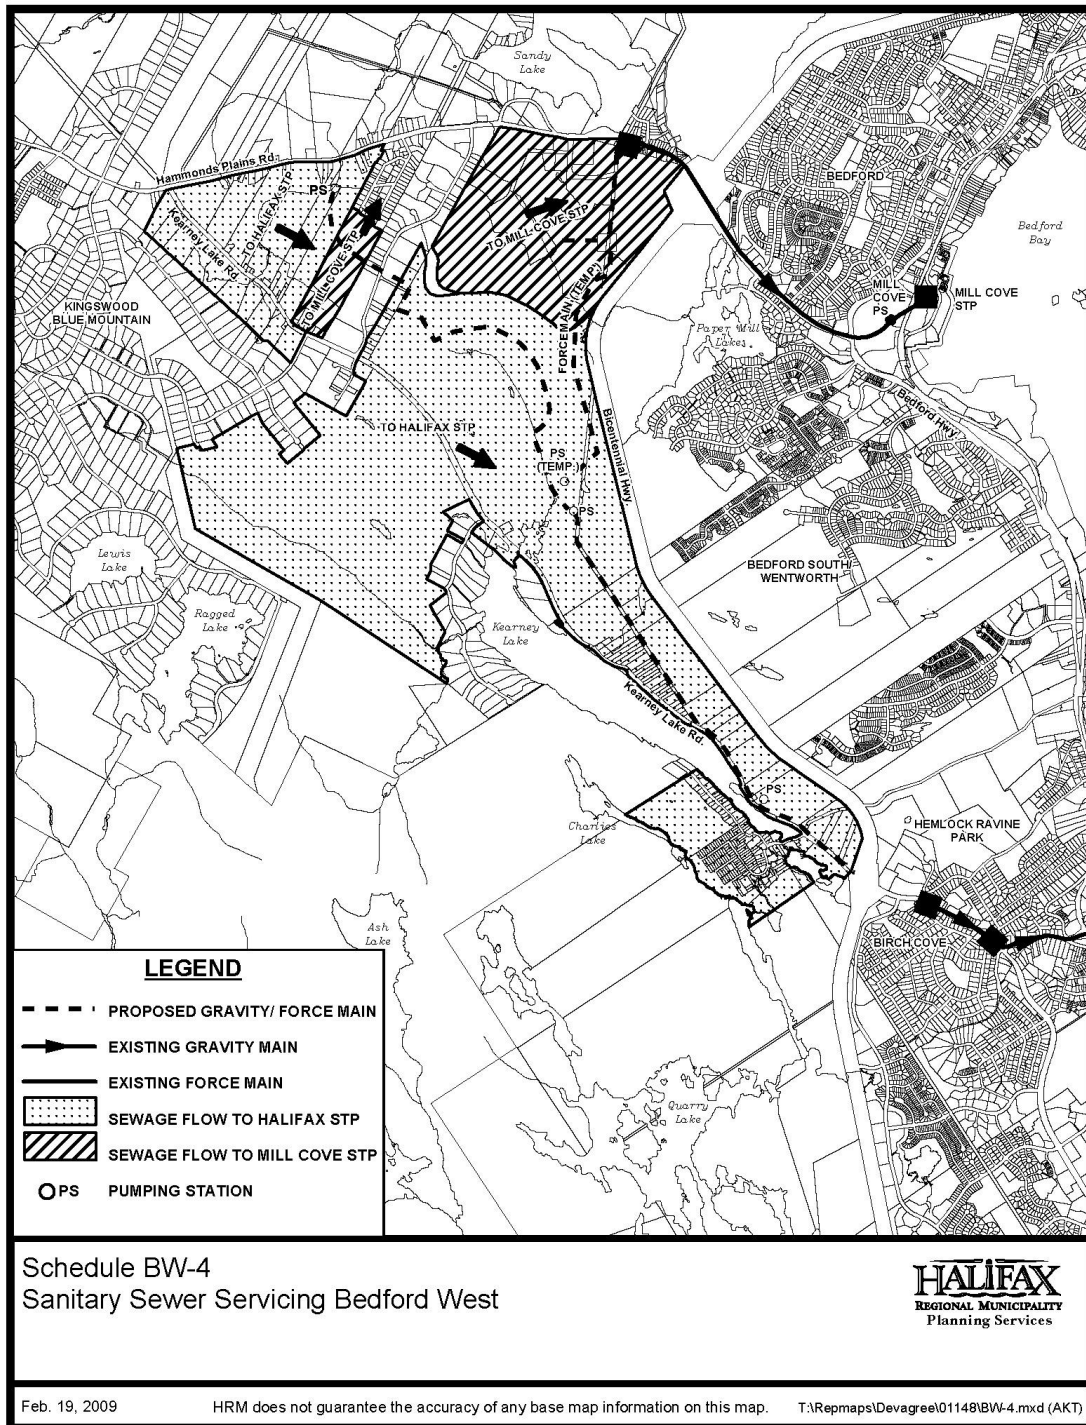 Sandy
Lake
Hammonds Plains Rd.
PS
TO HALIFAX STP
Kearney Lake Rd.
TO MILL-COVE STP
TO MILL-COVE STP
FORCEMAIN (TEMP.)
KINGSWOOD
BLUE MOUNTAIN
BEDFORD
Bedford
Bay
MILL
COVE
PS
MILL COVE
STP
Paper Mill
Lakes
Bedford Hwy.
Bicentennial Hwy.
TO HALIFAX STP
PS
(TEMP.)
PS
BEDFORD SOUTH/
WENTWORTH
Lewis
Lake
Ragged
Lake
Kearney
Lake
Kearney Lake Rd.
PS
Charlies
Lake
HEMLOCK RAVINE
PARK
BIRCH COVE
Ash
Lake
Quarry
Lake
LEGEND
PROPOSED GRAVITY/ FORCE MAIN
EXISTING GRAVITY MAIN
EXISTING FORCE MAIN
SEWAGE FLOW TO HALIFAX STP
SEWAGE FLOW TO MILL COVE STP
PS PUMPING STATION
Schedule BW-4
Sanitary Sewer Servicing Bedford West
HALIFAX
REGIONAL MUNICIPALITY
Planning Services
Feb. 19, 2009
HRM does not guarantee the accuracy of any base map information on this map.
T:\Repmaps\Devagree\01148\BW-4.mxd (AKT)